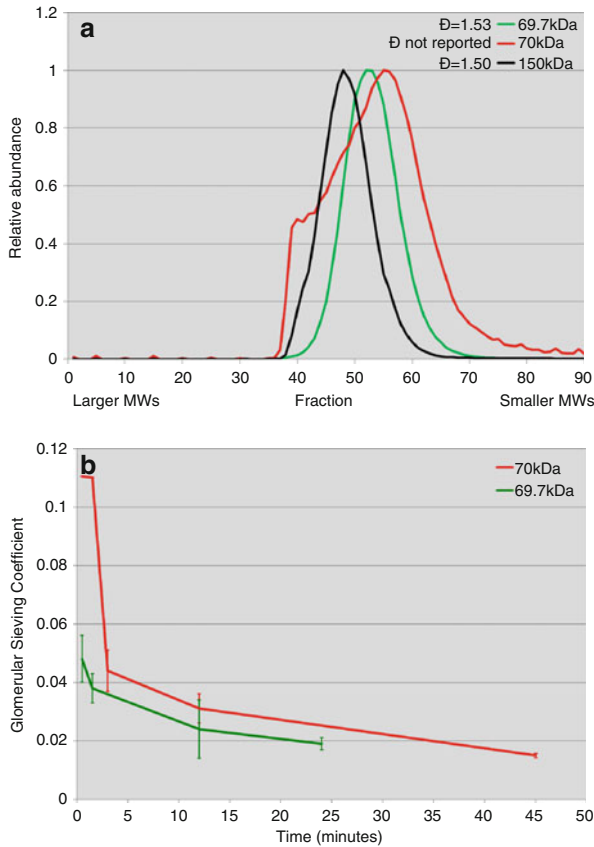 a
Đ=1.53 69.7kDa
Đ not reported 70kDa
Đ=1.50 150kDa
1.2
1
0.8
0.6
0.4
0.2
0
Relative abundance
0 10 20 30 40 50 60 70 80 90
Larger MWs Fraction Smaller MWs
b
70kDa
69.7kDa
0.12
0.1
0.08
0.06
0.04
0.02
0
Glomerular Sieving Coefficient
0 5 10 15 20 25 30 35 40 45 50
Time (minutes)